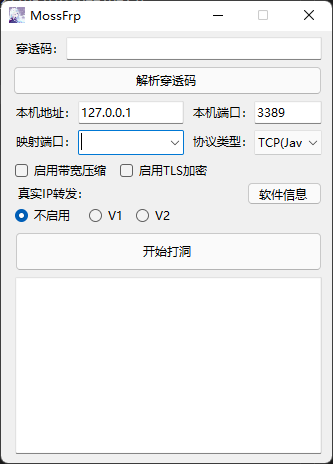 MossFrp
穿透码：
解析穿透码
本机地址： 127.0.0.1 本机端口： 3389
映射端口： 协议类型： TCP(Jav
启用带宽压缩 启用TLS加密
真实IP转发： 软件信息
不启用 V1 V2
开始打洞